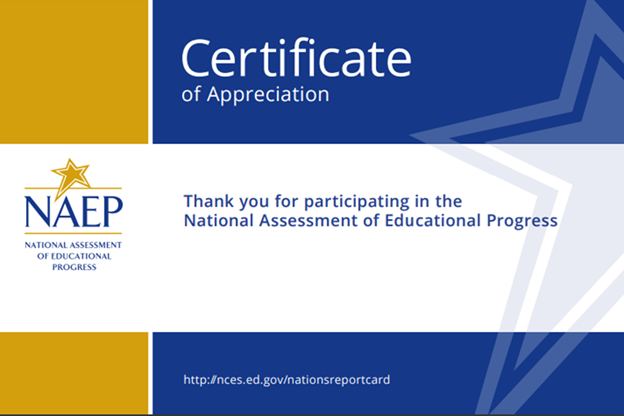 Certificate
of Appreciation
NAEP
NATIONAL ASSESSMENT
OF EDUCATIONAL
PROGRESS
Thank you for participating in the
National Assessment of Educational Progress
http://nces.ed.gov/nationsreportcard